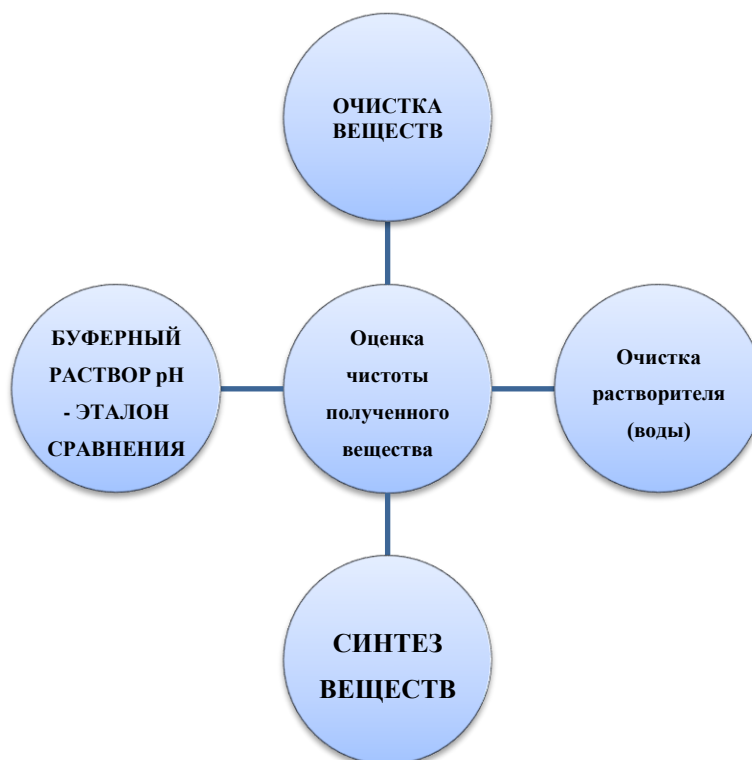 ОЧИСТКА
ВЕЩЕСТВ
БУФЕРНЫЙ
РАСТВОР pH
- ЭТАЛОН
СРАВНЕНИЯ
Оценка
чистоты
полученного
вещества
Очистка
растворителя
(воды)
СИНТЕЗ
ВЕЩЕСТВ